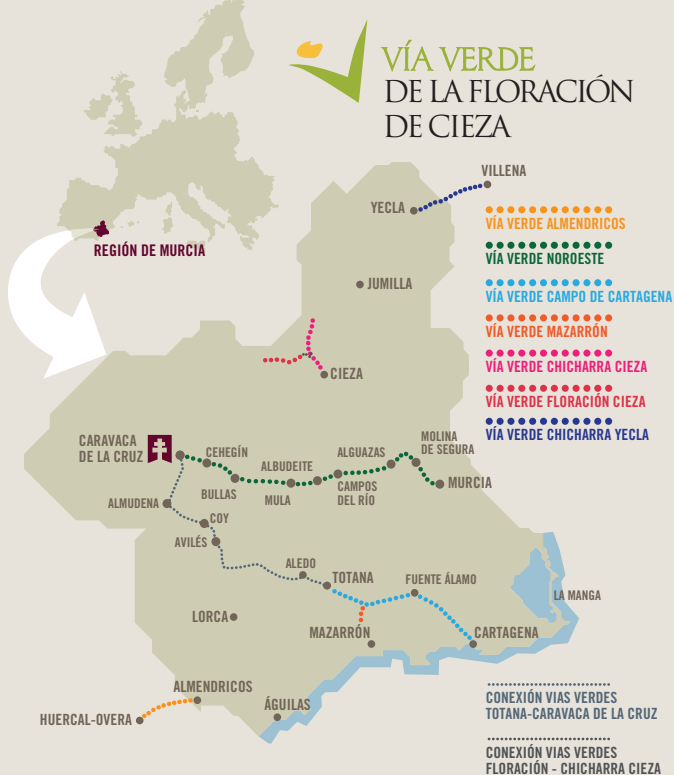 VÍA VERDE
DE LA FLORACIÓN
DE CIEZA
REGIÓN DE MURCIA
VILLENA
YECLA
JUMILLA
CIEZA
VÍA VERDE ALMENDRICOS
VÍA VERDE NOROESTE
VÍA VERDE CAMPO DE CARTAGENA
VÍA VERDE MAZARRÓN
VÍA VERDE CHICHARRA CIEZA
VÍA VERDE FLORACIÓN CIEZA
VÍA VERDE CHICHARRA YECLA
CARAVACA
DE LA CRUZ
CEHEGÍN
BULLAS
ALBUDEITE
MULA
ALGUAZAS
CAMPOS
DEL RÍO
MOLINA
DE SEGURA
MURCIA
ALMUDENA
COY
AVILÉS
ALEDO
TOTANA
FUENTE ÁLAMO
LA MANGA
LORCA
MAZARRÓN
CARTAGENA
ALMENDRICOS
HUERCAL-OVERA
ÁGUILAS
CONEXIÓN VIAS VERDES
TOTANA-CARAVACA DE LA CRUZ
CONEXIÓN VIAS VERDES
FLORACIÓN - CHICHARRA CIEZA